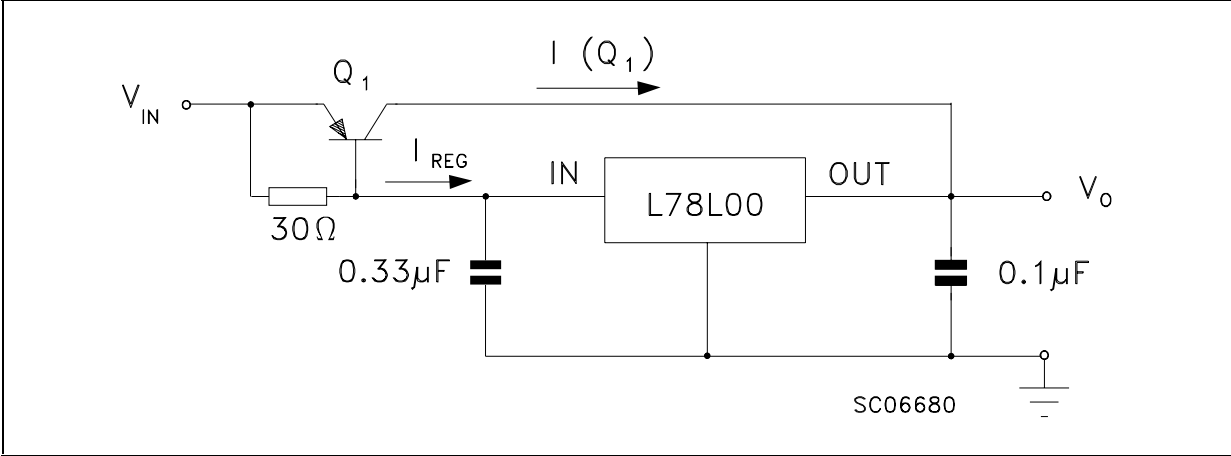 I (Q1)
Q1
VIN
IREG
IN
OUT
L78L00
VO
30Ω
0.33µF
0.1µF
SC06680